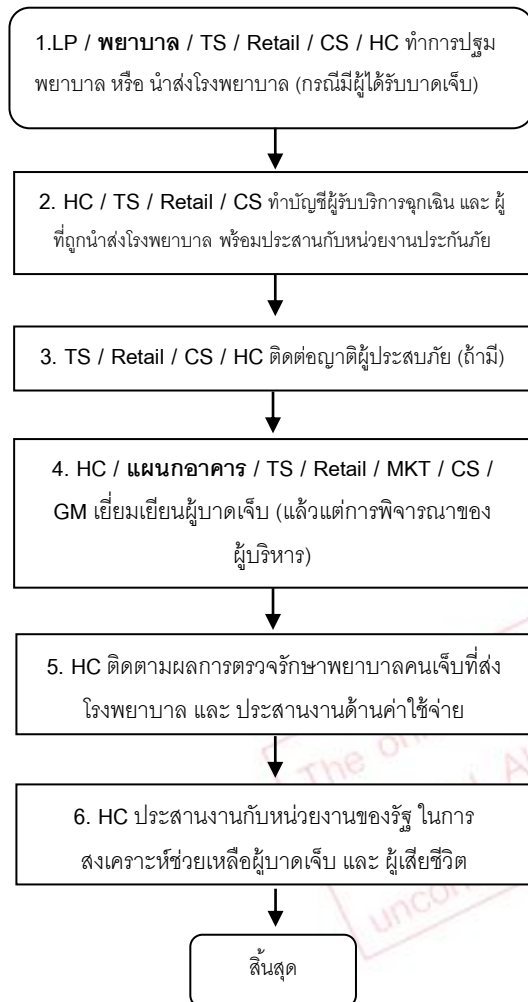 1.LP / พยาบาล / TS / Retail / CS / HC ทำการปฐม
พยาบาล หรือ นำส่งโรงพยาบาล (กรณีมีผู้ได้รับบาดเจ็บ)
2. HC / TS / Retail / CS ทำบัญชีผู้รับบริการฉุกเฉิน และ ผู้
ที่ถูกนำส่งโรงพยาบาล พร้อมประสานกับหน่วยงานประกันภัย
3. TS / Retail / CS / HC ติดต่อญาติผู้ประสบภัย (ถ้ามี)
4. HC / แผนกอาคาร / TS / Retail / MKT / CS /
GM เยี่ยมเยียนผู้บาดเจ็บ (แล้วแต่การพิจารณาของ
ผู้บริหาร)
5. HC ติดตามผลการตรวจรักษาพยาบาลคนเจ็บที่ส่ง
โรงพยาบาล และ ประสานงานด้านค่าใช้จ่าย
The
6. HC ประสานงานกับหน่วยงานของรัฐ ในการ
สงเคราะห์ช่วยเหลือผู้บาดเจ็บ และ ผู้เสียชีวิต
สิ้นสุด